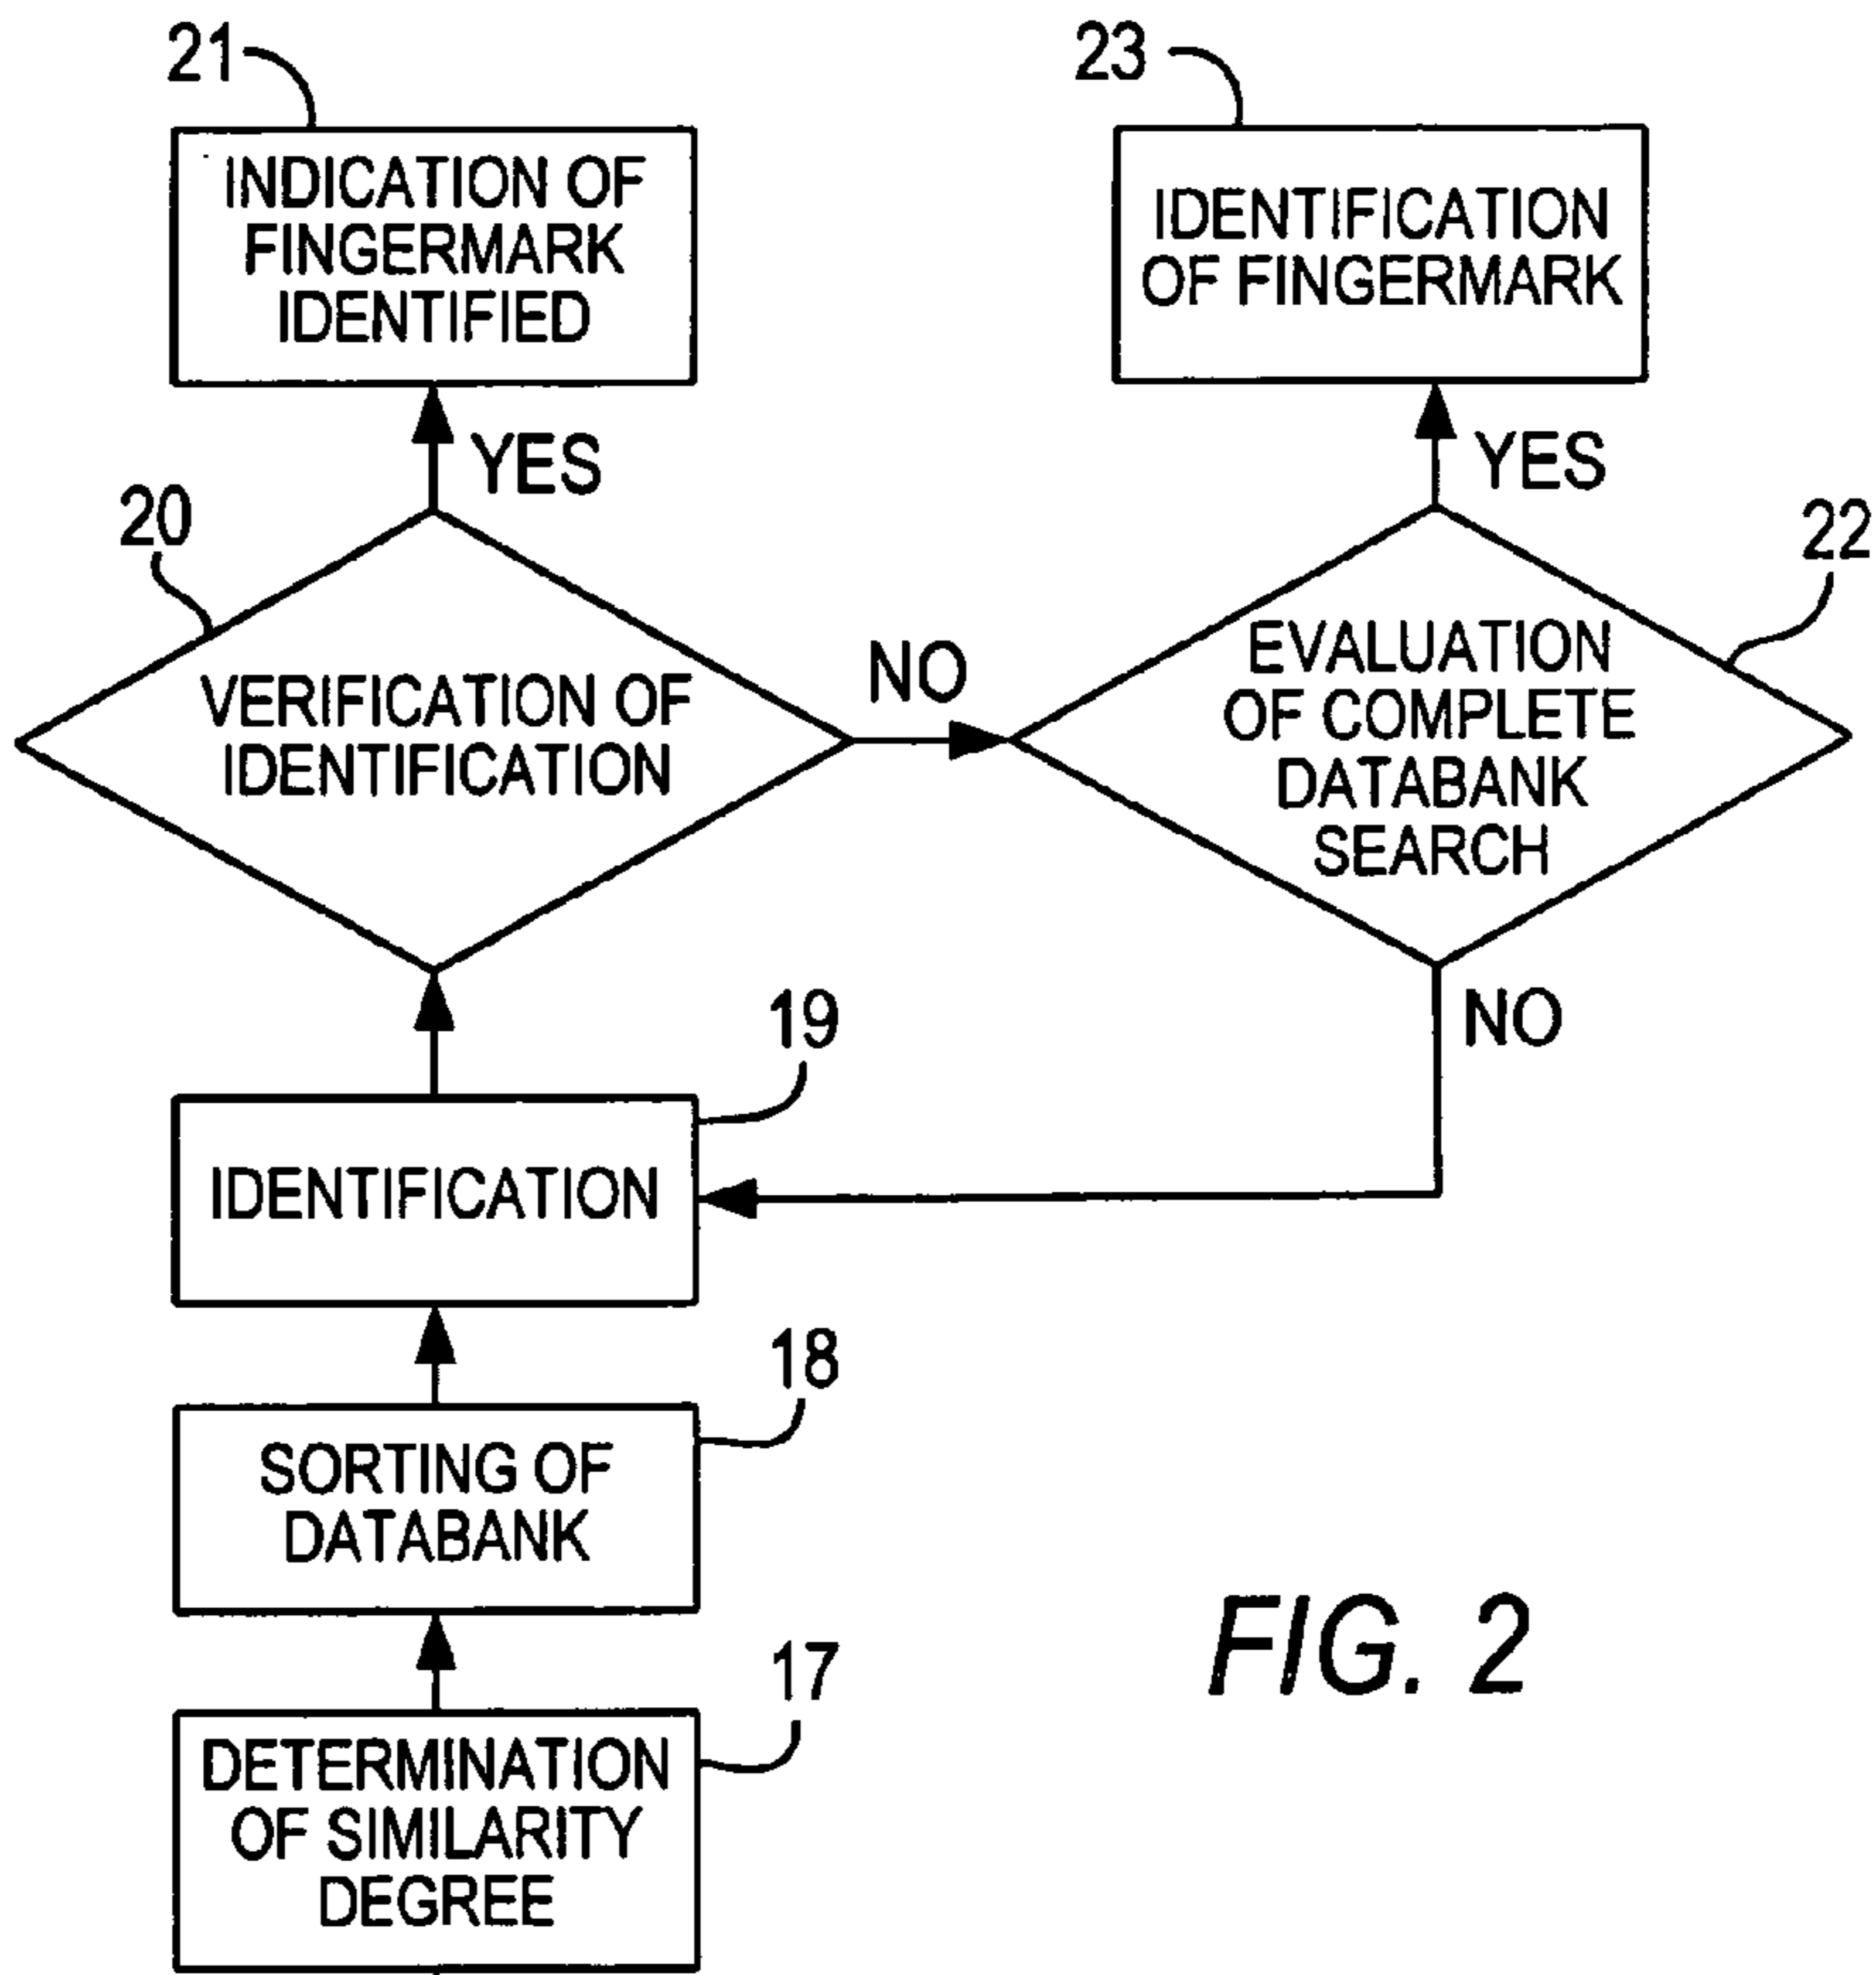 21
INDICATION OF
FINGERMARK
IDENTIFIED
23
IDENTIFICATION
OF FINGERMARK
YES
YES
20
VERIFICATION OF
IDENTIFICATION
NO
22
EVALUATION
OF COMPLETE
DATABANK
SEARCH
NO
19
IDENTIFICATION
18
SORTING OF
DATABANK
17
DETERMINATION
OF SIMILARITY
DEGREE
FIG. 2